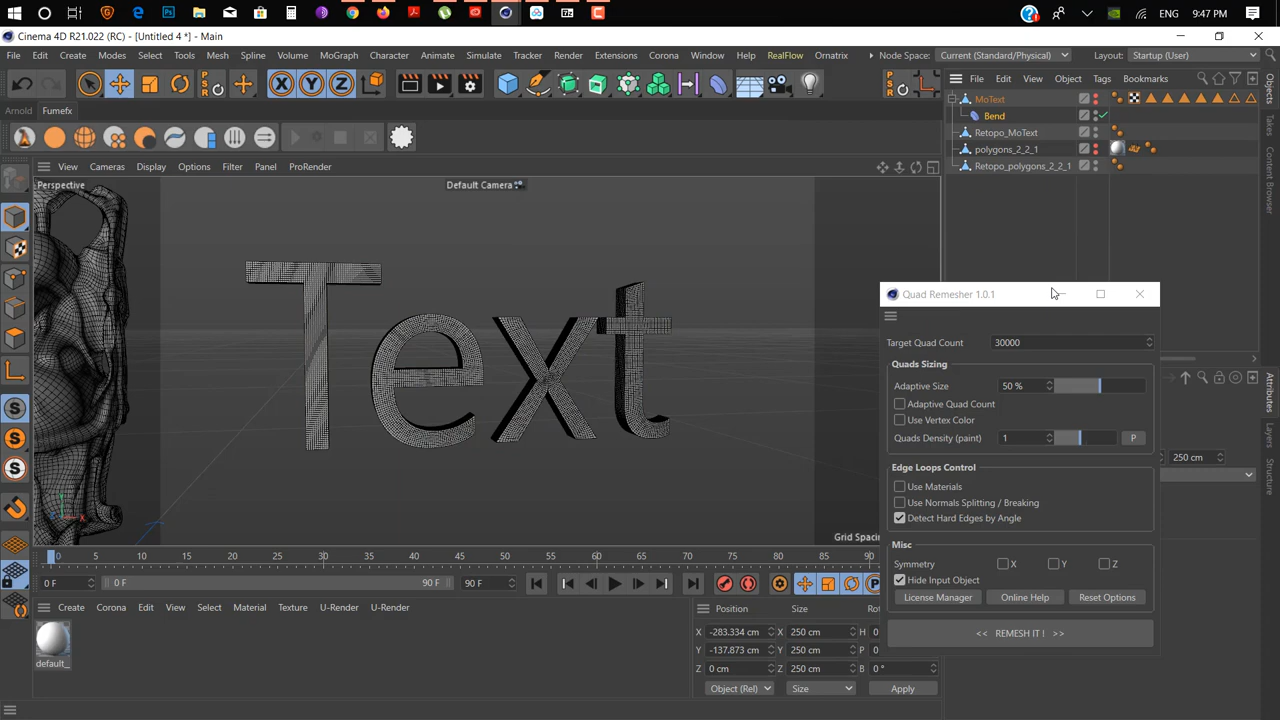 ENG 9:47 PM
Cinema 4D R21.022 (RC) - [Untitled 4 *] - Main
File Edit Create Modes Select Tools Mesh Spline Volume MoGraph Character Animate Simulate Tracker Render Extensions Corona Window Help RealFlow Ornatrix Node Space: Current (Standard/Physical) Layout: Startup (User)
P S R
X Y Z
File Edit View Object Tags Bookmarks
Arnold Fumefx
MoText
Bend
Retopo_MoText
polygons_2_2_1
Retopo_polygons_2_2_1
View Cameras Display Options Filter Panel ProRender
Perspective
Default Camera
Text
Objects
Takes
Content Browser
Attributes
Layers
Structure
Quad Remesher 1.0.1
Target Quad Count 30000
Quads Sizing
Adaptive Size 50 %
Adaptive Quad Count
Use Vertex Color
Quads Density (paint) 1 P
Edge Loops Control
Use Materials
Use Normals Splitting / Breaking
Detect Hard Edges by Angle
Misc
Symmetry X Y Z
Hide Input Object
License Manager Online Help Reset Options
<< REMESH IT ! >>
250 cm
Grid Spacin
0 5 10 15 20 25 30 35 40 45 50 55 60 65 70 75 80 85 90
0 F 0 F 90 F 90 F
Create Corona Edit View Select Material Texture U-Render U-Render
default_
Position Size
X -283.334 cm X 250 cm H 0
Y -137.873 cm Y 250 cm P 0
Z 0 cm Z 250 cm B 0 °
Object (Rel) Size Apply